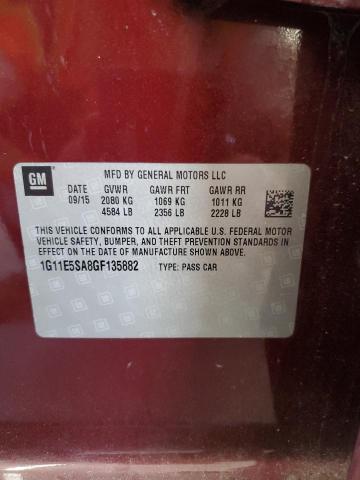 GM
MFD BY GENERAL MOTORS LLC
DATE GVWR GAWR FRT GAWR RR
09/15 2080 KG 1069 KG 1011 KG
4584 LB 2356 LB 2228 LB
THIS VEHICLE CONFORMS TO ALL APPLICABLE U.S. FEDERAL MOTOR
VEHICLE SAFETY, BUMPER, AND THEFT PREVENTION STANDARDS IN
EFFECT ON THE DATE OF MANUFACTURE SHOWN ABOVE.
1G11E5SA8GF135882 TYPE: PASS CAR